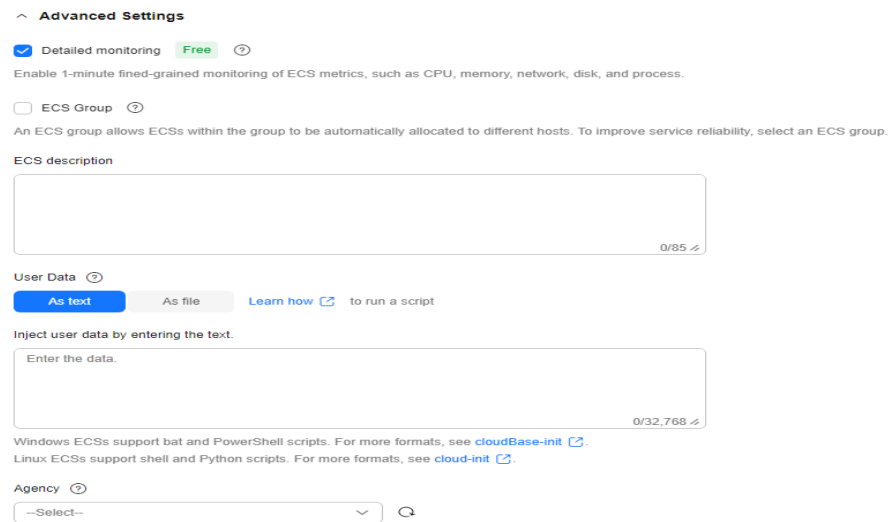 Advanced Settings
Detailed monitoring Free ?
Enable 1-minute fined-grained monitoring of ECS metrics, such as CPU, memory, network, disk, and process.
ECS Group ?
An ECS group allows ECSs within the group to be automatically allocated to different hosts. To improve service reliability, select an ECS group.
ECS description
0/85
User Data ?
As text As file Learn how to run a script
Inject user data by entering the text.
Enter the data.
0/32,768
Windows ECSs support bat and PowerShell scripts. For more formats, see cloudBase-init.
Linux ECSs support shell and Python scripts. For more formats, see cloud-init.
Agency ?
--Select--